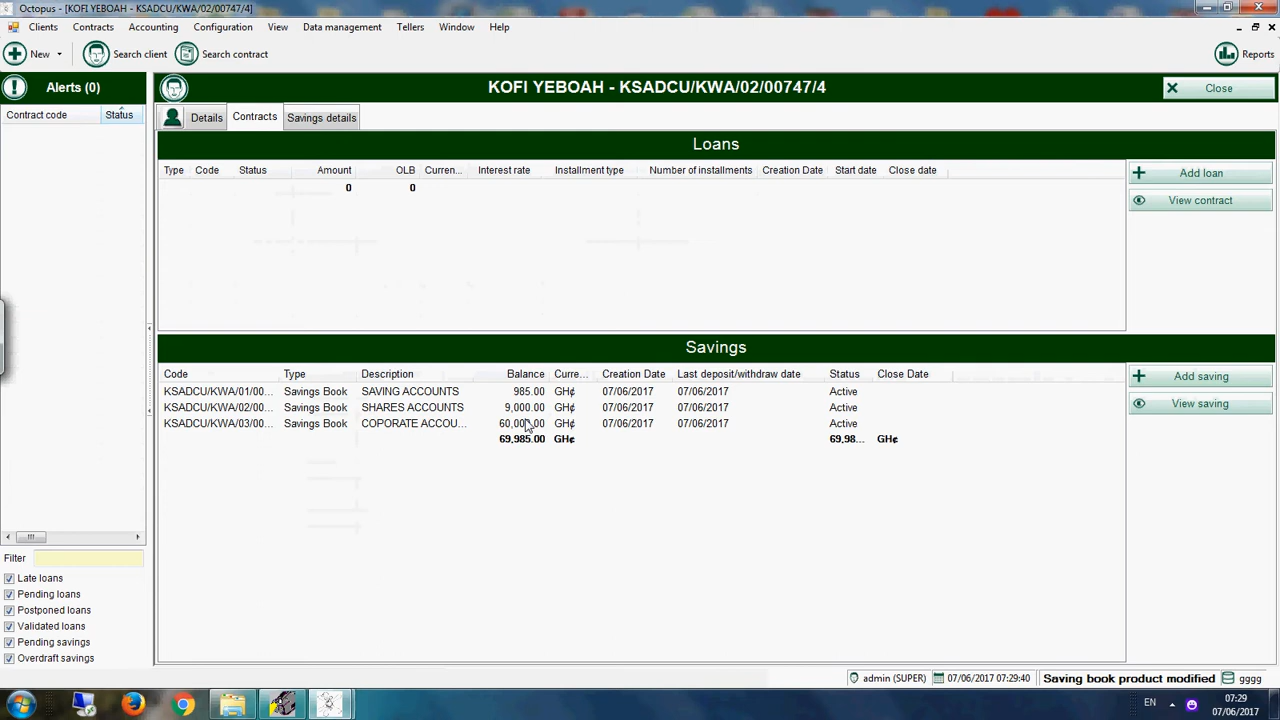 Octopus - [KOFI YEBOAH - KSADCU/KWA/02/00747/4]
Clients Contracts Accounting Configuration View Data management Tellers Window Help
New Search client Search contract Reports
Alerts (0) KOFI YEBOAH - KSADCU/KWA/02/00747/4 Close
Contract code Status
Details Contracts Savings details
Loans
Type Code Status Amount OLB Curren... Interest rate Installment type Number of installments Creation Date Start date Close date
0 0
Add loan
View contract
Savings
Code Type Description Balance Curre... Creation Date Last deposit/withdraw date Status Close Date
KSADCU/KWA/01/00... Savings Book SAVING ACCOUNTS 985.00 GH¢ 07/06/2017 07/06/2017 Active
KSADCU/KWA/02/00... Savings Book SHARES ACCOUNTS 9,000.00 GH¢ 07/06/2017 07/06/2017 Active
KSADCU/KWA/03/00... Savings Book COPORATE ACCOU... 60,000.00 GH¢ 07/06/2017 07/06/2017 Active
69,985.00 GH¢ 69,98... GH¢
Add saving
View saving
Filter
Late loans
Pending loans
Postponed loans
Validated loans
Pending savings
Overdraft savings
admin (SUPER) 07/06/2017 07:29:40 Saving book product modified gggg
EN 07:29
07/06/2017